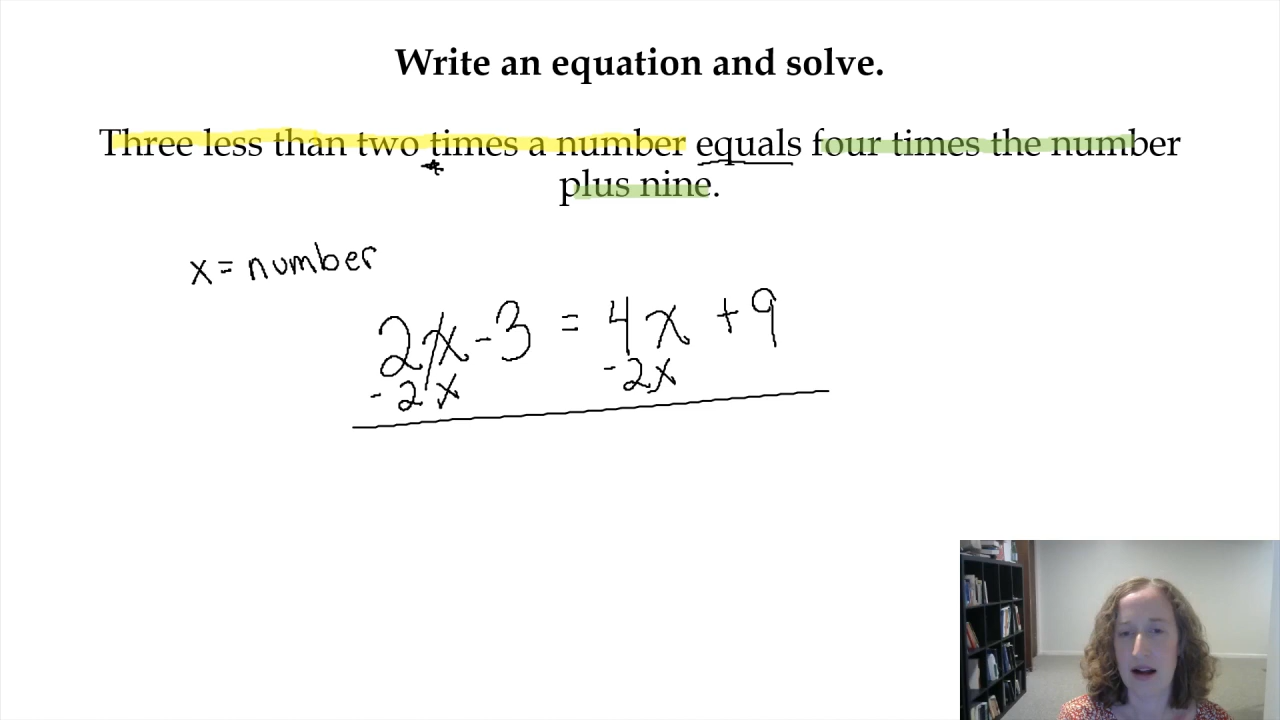 Write an equation and solve.
Three less than two times a number equals four times the number
plus nine.
x = number
2x - 3 = 4x + 9
- 2x - 2x